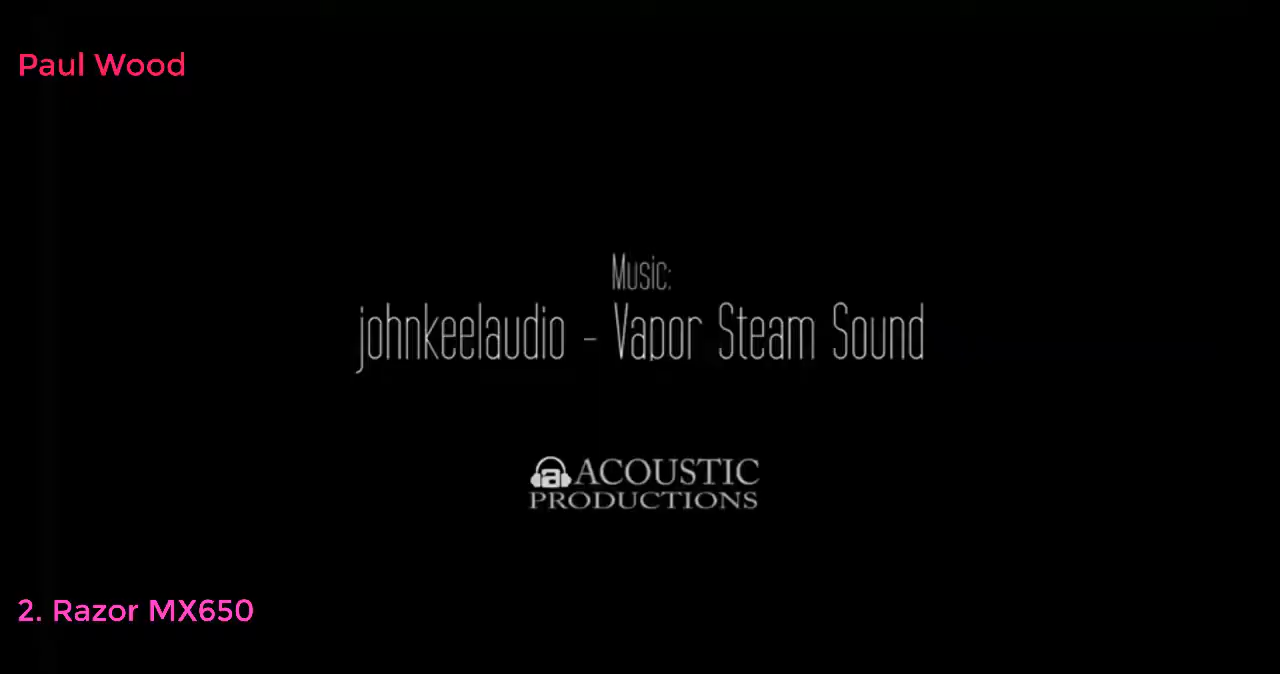 Paul Wood
Music:
johnkeelaudio - Vapor Steam Sound
a ACOUSTIC
PRODUCTIONS
2. Razor MX650